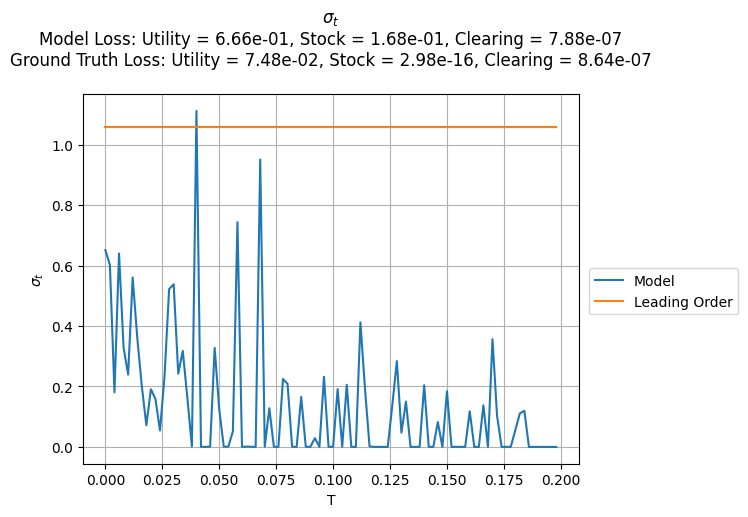 σt
Model Loss: Utility = 6.66e-01, Stock = 1.68e-01, Clearing = 7.88e-07
Ground Truth Loss: Utility = 7.48e-02, Stock = 2.98e-16, Clearing = 8.64e-07
1.0
0.8
0.6
0.4
0.2
0.0
σt
0.000 0.025 0.050 0.075 0.100 0.125 0.150 0.175 0.200
T
Model
Leading Order